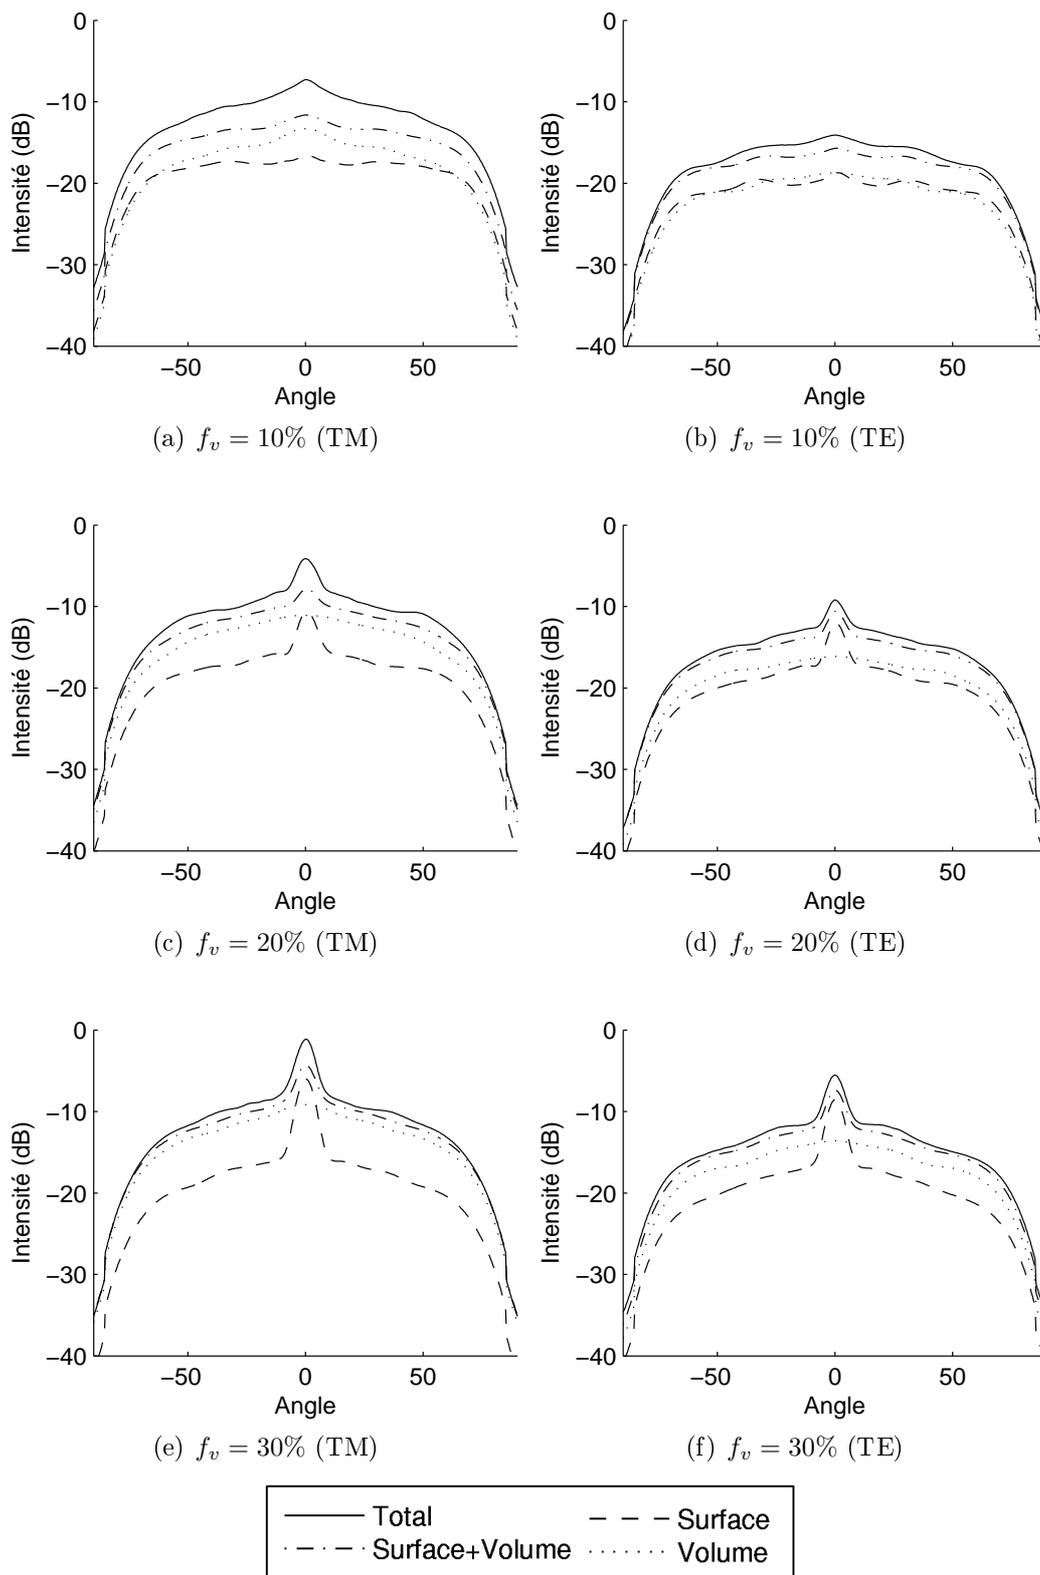 0
−10
−20
−30
−40
Intensité (dB)
−50 0 50
Angle
(a) f_v = 10% (TM)
0
−10
−20
−30
−40
Intensité (dB)
−50 0 50
Angle
(b) f_v = 10% (TE)
0
−10
−20
−30
−40
Intensité (dB)
−50 0 50
Angle
(c) f_v = 20% (TM)
0
−10
−20
−30
−40
Intensité (dB)
−50 0 50
Angle
(d) f_v = 20% (TE)
0
−10
−20
−30
−40
Intensité (dB)
−50 0 50
Angle
(e) f_v = 30% (TM)
0
−10
−20
−30
−40
Intensité (dB)
−50 0 50
Angle
(f) f_v = 30% (TE)
Total Surface
Surface+Volume Volume